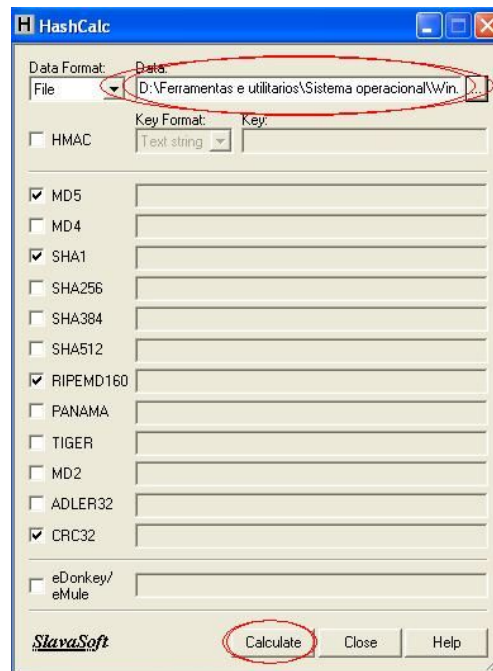 H HashCalc
Data Format: Data:
File D:\Ferramentas e utilitarios\Sistema operacional\Win. ...
Key Format: Key:
HMAC Text string
MD5
MD4
SHA1
SHA256
SHA384
SHA512
RIPEMD160
PANAMA
TIGER
MD2
ADLER32
CRC32
eDonkey/
eMule
SlavaSoft Calculate Close Help